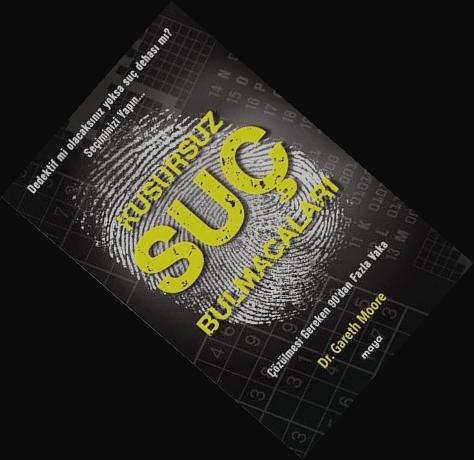 Dedektif mi olacaksınız yoksa suç dehası mı?
Seçiminizi Yapın...
KUSURSUZ
SUÇ
BULMACALARI
Çözülmesi Gereken 90'dan Fazla Vaka
Dr. Gareth Moore
maya